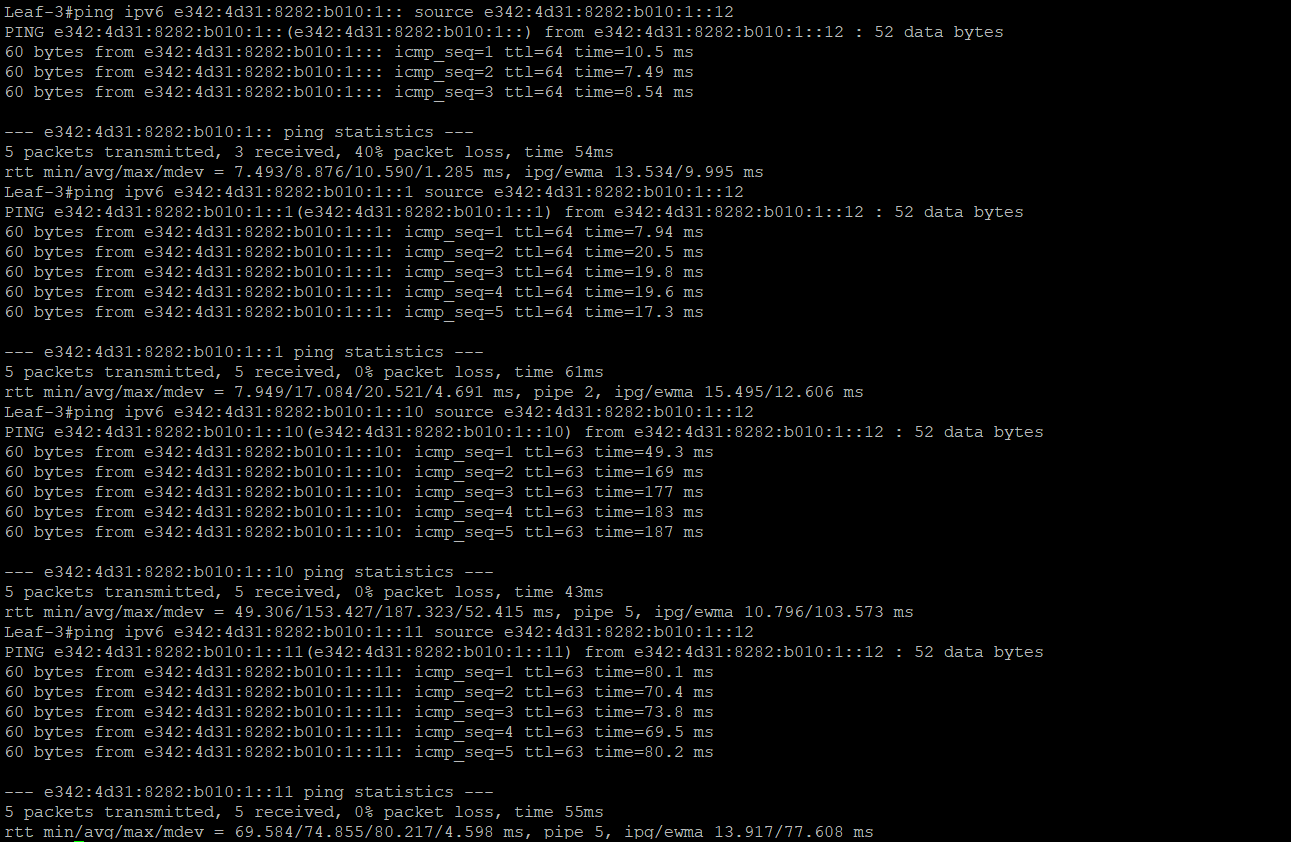 Leaf-3#ping ipv6 e342:4d31:8282:b010:1:: source e342:4d31:8282:b010:1::12
PING e342:4d31:8282:b010:1::(e342:4d31:8282:b010:1::) from e342:4d31:8282:b010:1::12 : 52 data bytes
60 bytes from e342:4d31:8282:b010:1::: icmp_seq=1 ttl=64 time=10.5 ms
60 bytes from e342:4d31:8282:b010:1::: icmp_seq=2 ttl=64 time=7.49 ms
60 bytes from e342:4d31:8282:b010:1::: icmp_seq=3 ttl=64 time=8.54 ms
--- e342:4d31:8282:b010:1:: ping statistics ---
5 packets transmitted, 3 received, 40% packet loss, time 54ms
rtt min/avg/max/mdev = 7.493/8.876/10.590/1.285 ms, ipg/ewma 13.534/9.995 ms
Leaf-3#ping ipv6 e342:4d31:8282:b010:1::1 source e342:4d31:8282:b010:1::12
PING e342:4d31:8282:b010:1::1(e342:4d31:8282:b010:1::1) from e342:4d31:8282:b010:1::12 : 52 data bytes
60 bytes from e342:4d31:8282:b010:1::1: icmp_seq=1 ttl=64 time=7.94 ms
60 bytes from e342:4d31:8282:b010:1::1: icmp_seq=2 ttl=64 time=20.5 ms
60 bytes from e342:4d31:8282:b010:1::1: icmp_seq=3 ttl=64 time=19.8 ms
60 bytes from e342:4d31:8282:b010:1::1: icmp_seq=4 ttl=64 time=19.6 ms
60 bytes from e342:4d31:8282:b010:1::1: icmp_seq=5 ttl=64 time=17.3 ms
--- e342:4d31:8282:b010:1::1 ping statistics ---
5 packets transmitted, 5 received, 0% packet loss, time 61ms
rtt min/avg/max/mdev = 7.949/17.084/20.521/4.691 ms, pipe 2, ipg/ewma 15.495/12.606 ms
Leaf-3#ping ipv6 e342:4d31:8282:b010:1::10 source e342:4d31:8282:b010:1::12
PING e342:4d31:8282:b010:1::10(e342:4d31:8282:b010:1::10) from e342:4d31:8282:b010:1::12 : 52 data bytes
60 bytes from e342:4d31:8282:b010:1::10: icmp_seq=1 ttl=63 time=49.3 ms
60 bytes from e342:4d31:8282:b010:1::10: icmp_seq=2 ttl=63 time=169 ms
60 bytes from e342:4d31:8282:b010:1::10: icmp_seq=3 ttl=63 time=177 ms
60 bytes from e342:4d31:8282:b010:1::10: icmp_seq=4 ttl=63 time=183 ms
60 bytes from e342:4d31:8282:b010:1::10: icmp_seq=5 ttl=63 time=187 ms
--- e342:4d31:8282:b010:1::10 ping statistics ---
5 packets transmitted, 5 received, 0% packet loss, time 43ms
rtt min/avg/max/mdev = 49.306/153.427/187.323/52.415 ms, pipe 5, ipg/ewma 10.796/103.573 ms
Leaf-3#ping ipv6 e342:4d31:8282:b010:1::11 source e342:4d31:8282:b010:1::12
PING e342:4d31:8282:b010:1::11(e342:4d31:8282:b010:1::11) from e342:4d31:8282:b010:1::12 : 52 data bytes
60 bytes from e342:4d31:8282:b010:1::11: icmp_seq=1 ttl=63 time=80.1 ms
60 bytes from e342:4d31:8282:b010:1::11: icmp_seq=2 ttl=63 time=70.4 ms
60 bytes from e342:4d31:8282:b010:1::11: icmp_seq=3 ttl=63 time=73.8 ms
60 bytes from e342:4d31:8282:b010:1::11: icmp_seq=4 ttl=63 time=69.5 ms
60 bytes from e342:4d31:8282:b010:1::11: icmp_seq=5 ttl=63 time=80.2 ms
--- e342:4d31:8282:b010:1::11 ping statistics ---
5 packets transmitted, 5 received, 0% packet loss, time 55ms
rtt min/avg/max/mdev = 69.584/74.855/80.217/4.598 ms, pipe 5, ipg/ewma 13.917/77.608 ms